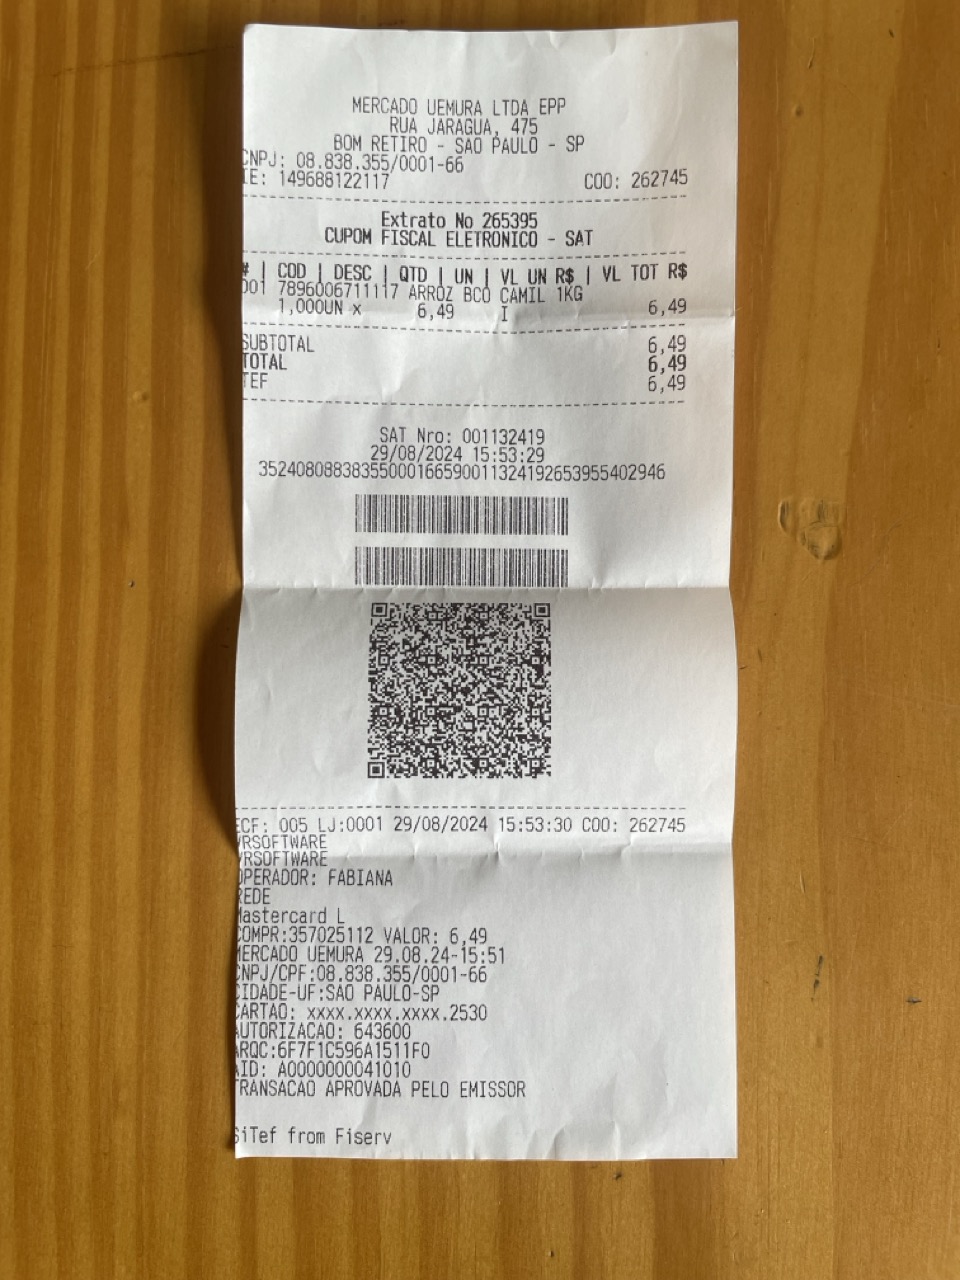 MERCADO UEMURA LTDA EPP
RUA JARAGUA, 475
BOM RETIRO - SAO PAULO - SP
CNPJ: 08.838.355/0001-66
IE: 149688122117 COO: 262745
Extrato No 265395
CUPOM FISCAL ELETRONICO - SAT
# | COD | DESC | QTD | UN | VL UN R$ | VL TOT R$
001 7896006711117 ARROZ BCO CAMIL 1KG
1,000UN x 6,49 I 6,49
SUBTOTAL 6,49
TOTAL 6,49
TEF 6,49
SAT Nro: 001132419
29/08/2024 15:53:29
35240808838355000166590011324192653955402946
ECF: 005 LJ:0001 29/08/2024 15:53:30 COO: 262745
VRSOFTWARE
VRSOFTWARE
OPERADOR: FABIANA
REDE
Mastercard L
COMPR:357025112 VALOR: 6,49
MERCADO UEMURA 29.08.24-15:51
CNPJ/CPF:08.838.355/0001-66
CIDADE-UF:SAO PAULO-SP
CARTAO: xxxx.xxxx.xxxx.2530
AUTORIZACAO: 643600
ARQC:6F7F1C596A1511F0
AID: A0000000041010
TRANSACAO APROVADA PELO EMISSOR
SiTef from Fiserv